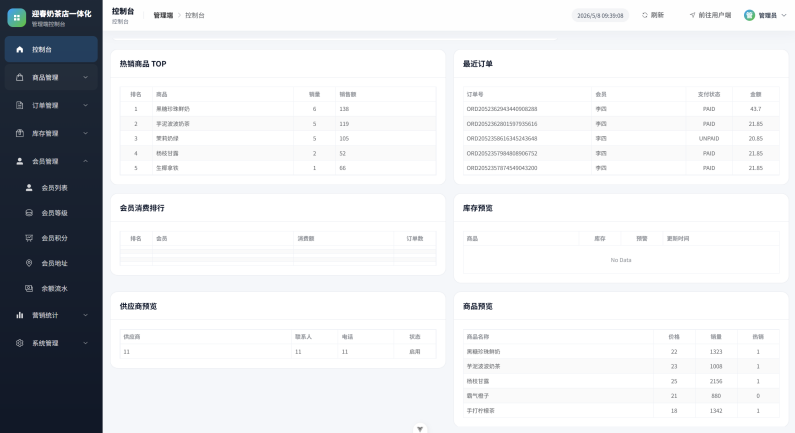 迎春奶茶店一体化
管理端控制台
控制台
商品管理
订单管理
库存管理
会员管理
会员列表
会员等级
会员积分
会员地址
余额流水
营销统计
系统管理
控制台
控制台
管理端 > 控制台
2026/5/8 09:39:08
刷新
前往用户端
管理员
热销商品 TOP
排名 商品 销量 销售额
1 黑糖珍珠鲜奶 6 138
2 芋泥波波奶茶 5 119
3 茉莉奶绿 5 105
4 杨枝甘露 2 52
5 生椰拿铁 1 66
最近订单
订单号 会员 支付状态 金额
ORD2052362943440908288 李四 PAID 43.7
ORD2052362801597935616 李四 PAID 21.85
ORD2052358616345243648 李四 UNPAID 20.85
ORD2052357984808906752 李四 PAID 21.85
ORD2052357874549043200 李四 PAID 21.85
会员消费排行
排名 会员 消费额 订单数
库存预览
商品 库存 预警 更新时间
No Data
供应商预览
供应商 联系人 电话 状态
11 11 11 启用
商品预览
商品名称 价格 销量 热销
黑糖珍珠鲜奶 22 1323 1
芋泥波波奶茶 23 1008 1
杨枝甘露 25 2156 1
霸气橙子 21 880 0
手打柠檬茶 18 1342 1